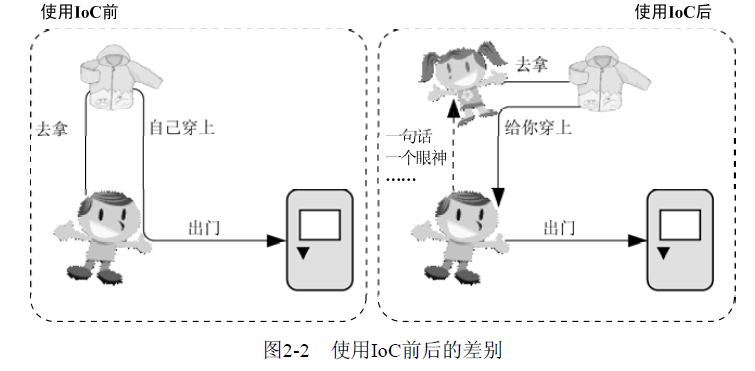 使用IoC前
使用IoC后
去拿
自己穿上
出门
去拿
给你穿上
一句话
一个眼神
……
出门
图2-2 使用IoC前后的差别